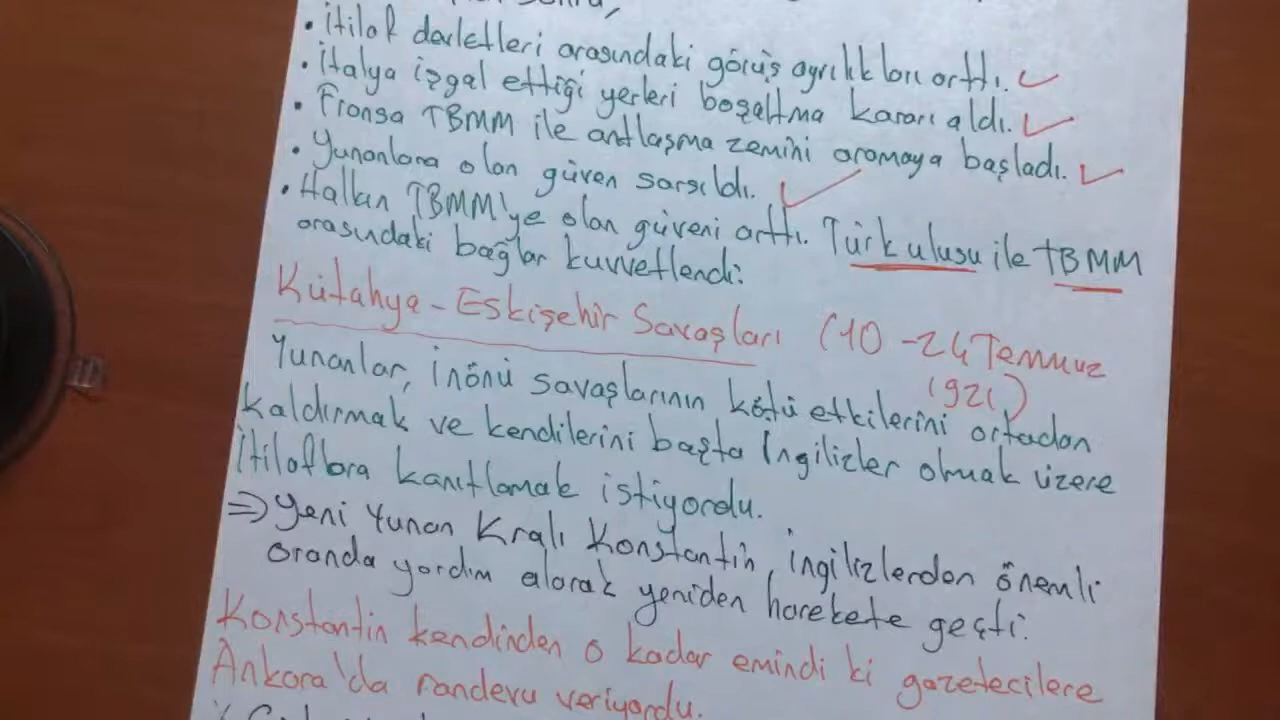 sonra,
• İtilaf devletleri arasındaki görüş ayrılıkları arttı.
• İtalya işgal ettiği yerleri boşaltma kararı aldı.
• Fransa TBMM ile antlaşma zemini aramaya başladı.
• Yunanlara olan güven sarsıldı.
• Halkın TBMM'ye olan güveni arttı. Türk ulusu ile TBMM
arasındaki bağlar kuvvetlendi.
Kütahya - Eskişehir Savaşları (10 - 24 Temmuz
1921)
Yunanlar, İnönü savaşlarının kötü etkilerini ortadan
kaldırmak ve kendilerini başta İngilizler olmak üzere
İtilaflara kanıtlamak istiyordu.
⇒ Yeni Yunan Kralı Konstantin, İngilizlerden önemli
oranda yardım alarak yeniden harekete geçti.
Konstantin kendinden o kadar emindi ki gazetecilere
Ankara'da randevu veriyordu.